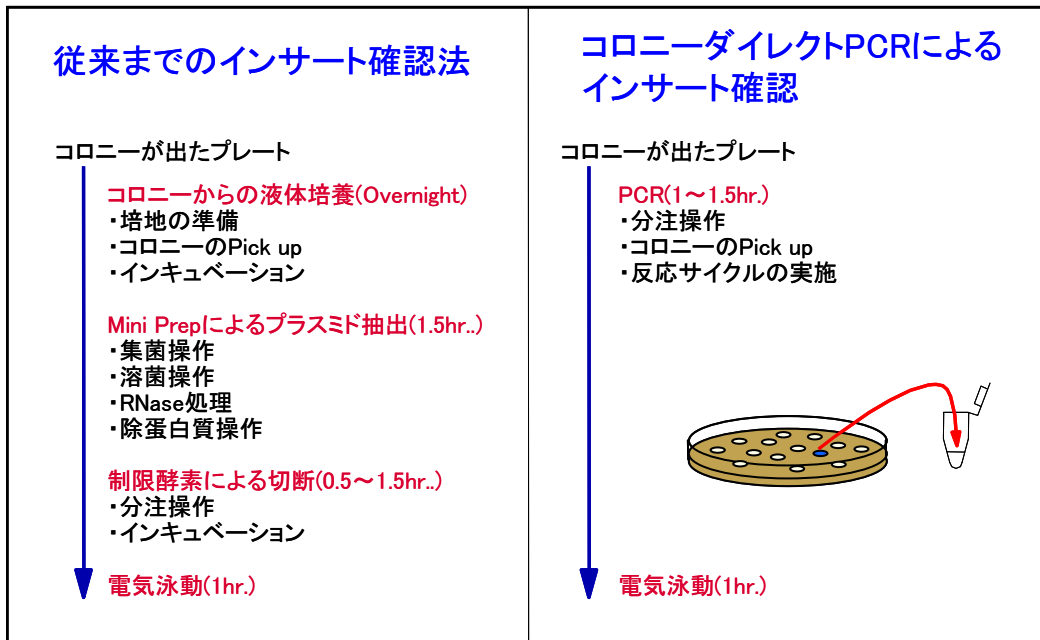 従来までのインサート確認法
コロニーが出たプレート
コロニーからの液体培養(Overnight)
・培地の準備
・コロニーのPick up
・インキュベーション
Mini Prepによるプラスミド抽出(1.5hr..)
・集菌操作
・溶菌操作
・RNase処理
・除蛋白質操作
制限酵素による切断(0.5～1.5hr..)
・分注操作
・インキュベーション
電気泳動(1hr.)
コロニーダイレクトPCRによる
インサート確認
コロニーが出たプレート
PCR(1～1.5hr.)
・分注操作
・コロニーのPick up
・反応サイクルの実施
電気泳動(1hr.)